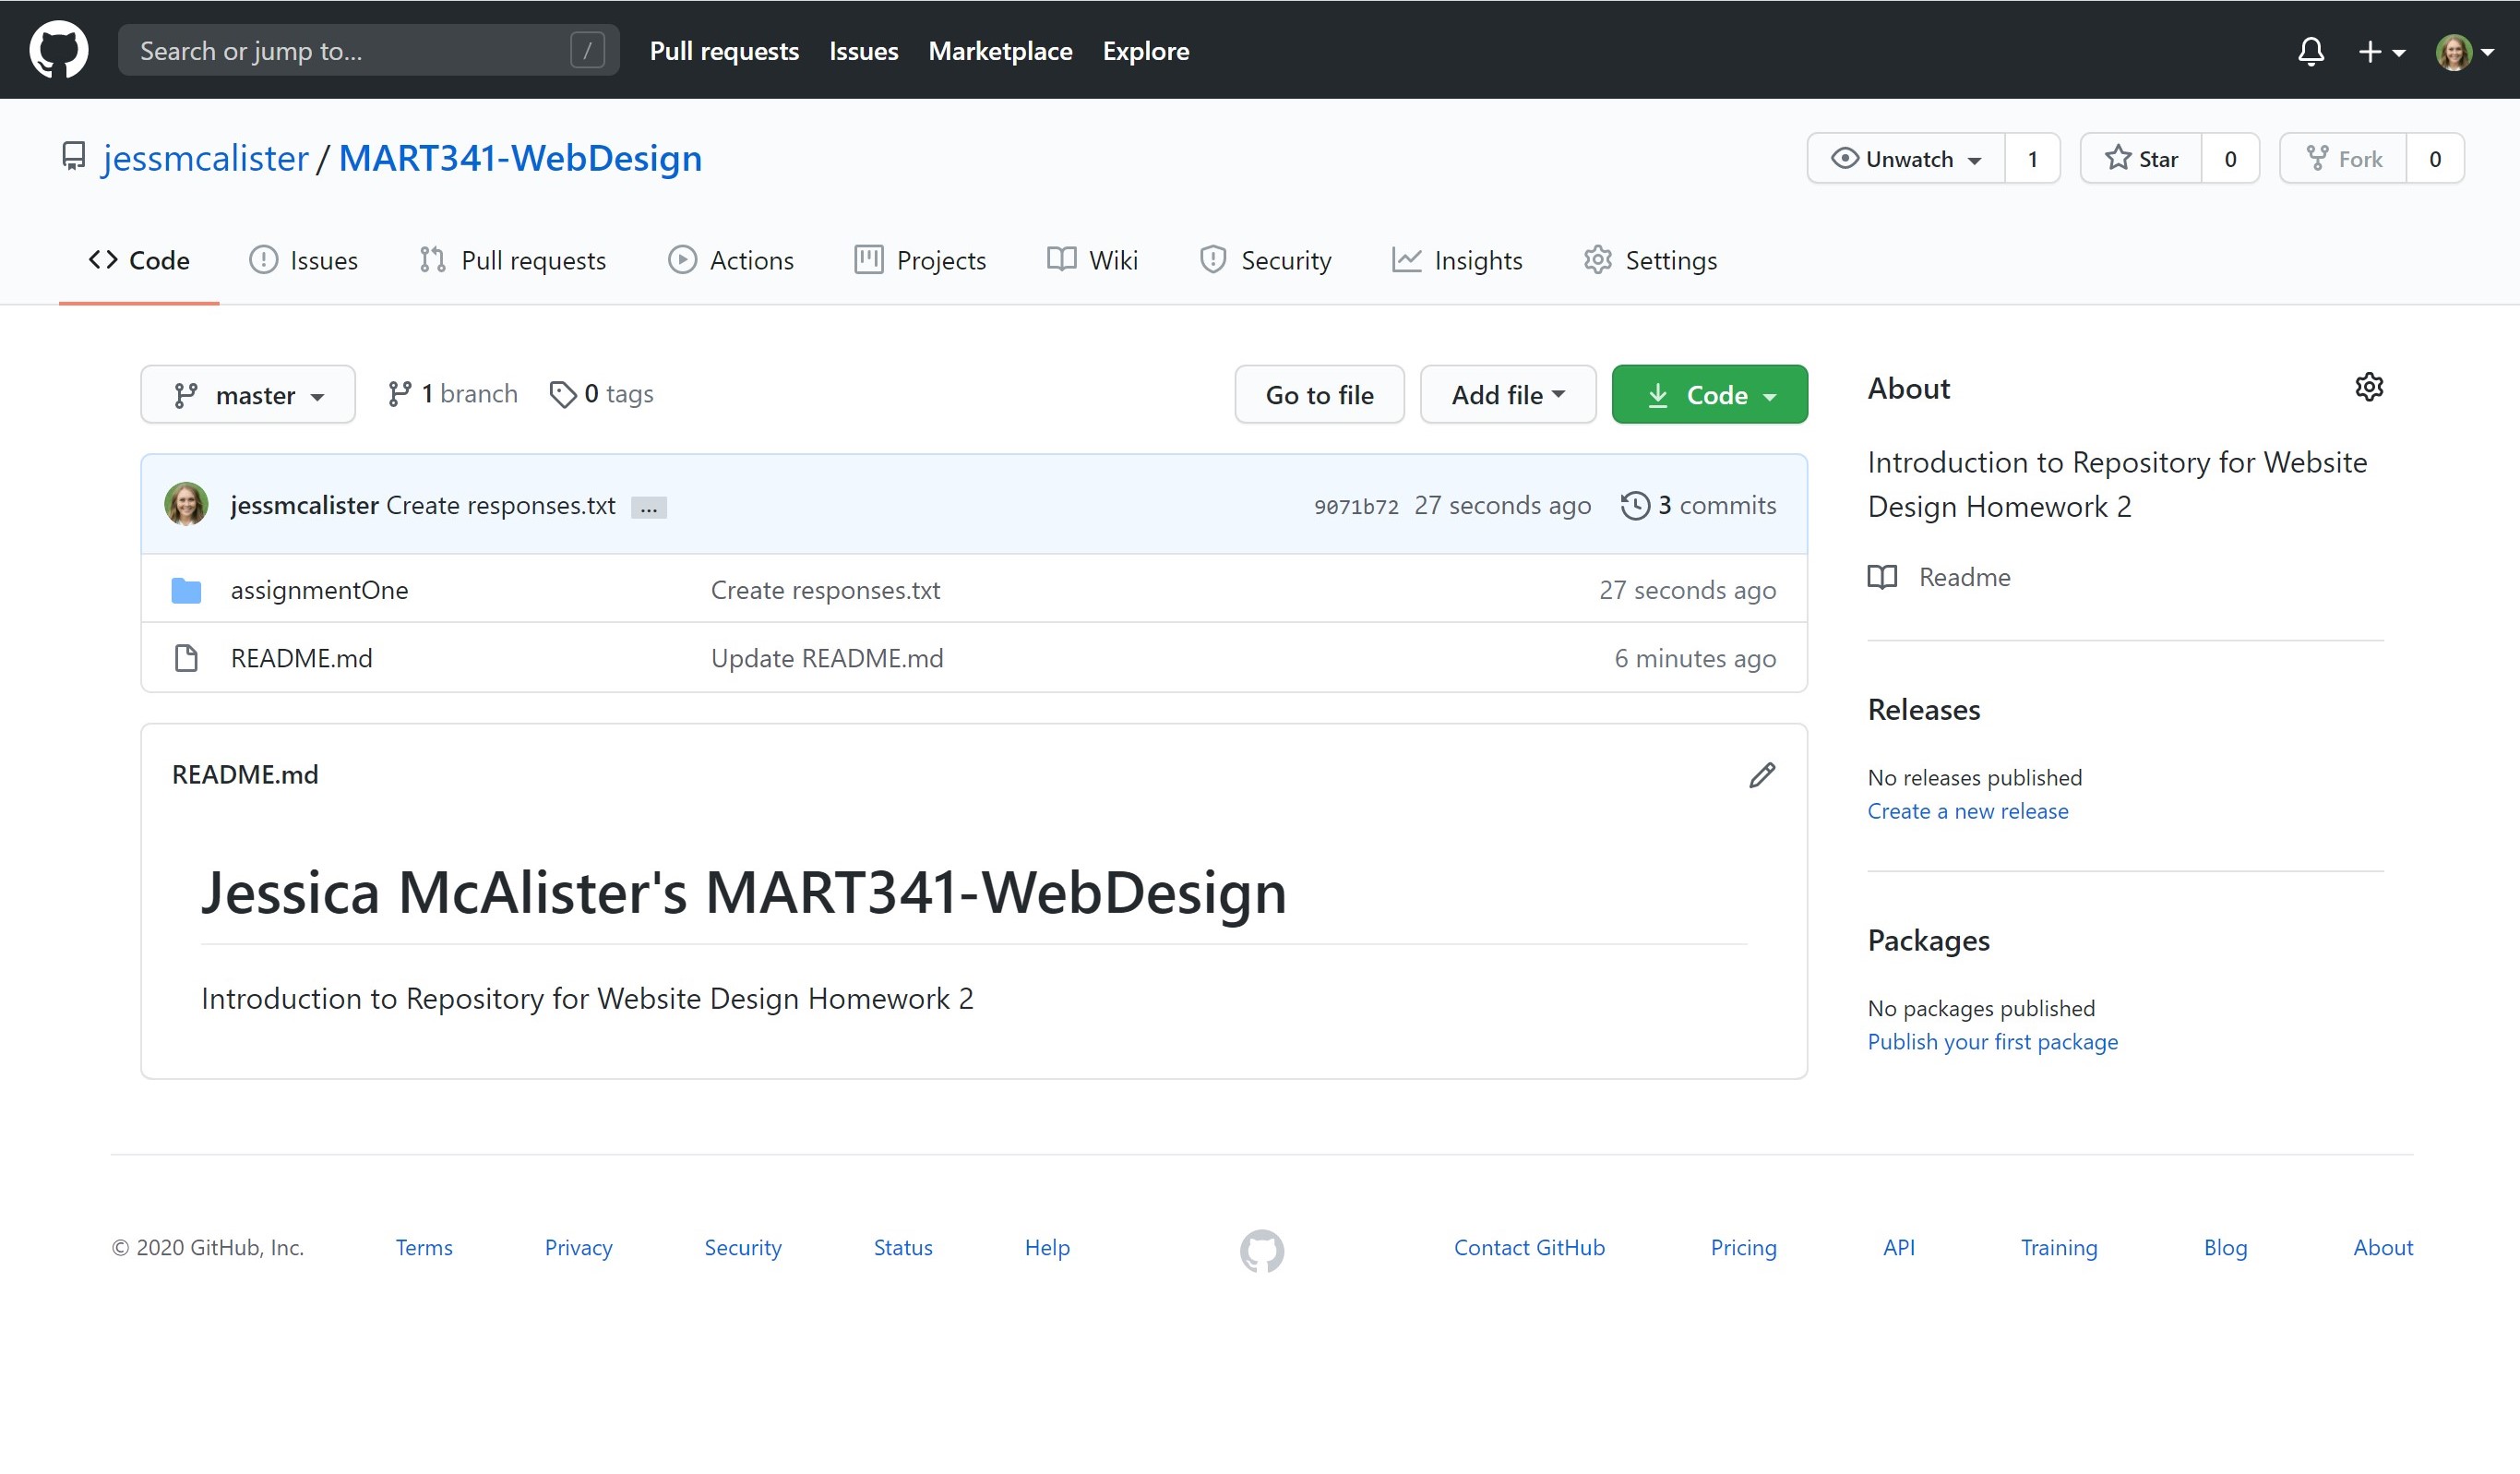 Search or jump to... /
Pull requests Issues Marketplace Explore
jessmcalister / MART341-WebDesign
Unwatch 1 Star 0 Fork 0
Code Issues Pull requests Actions Projects Wiki Security Insights Settings
master 1 branch 0 tags
Go to file Add file Code
jessmcalister Create responses.txt ... 9071b72 27 seconds ago 3 commits
assignmentOne Create responses.txt 27 seconds ago
README.md Update README.md 6 minutes ago
README.md
Jessica McAlister's MART341-WebDesign
Introduction to Repository for Website Design Homework 2
About
Introduction to Repository for Website
Design Homework 2
Readme
Releases
No releases published
Create a new release
Packages
No packages published
Publish your first package
© 2020 GitHub, Inc. Terms Privacy Security Status Help Contact GitHub Pricing API Training Blog About